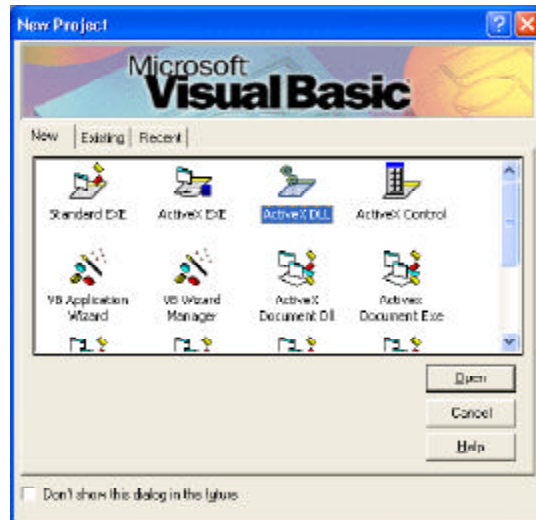 New Project
Microsoft
Visual Basic
New Existing Recent
Standard EXE ActiveX EXE ActiveX DLL ActiveX Control
VB Application Wizard VB Wizard Manager ActiveX Document Dll Activex Document Exe
Open
Cancel
Help
Don't show this dialog in the future